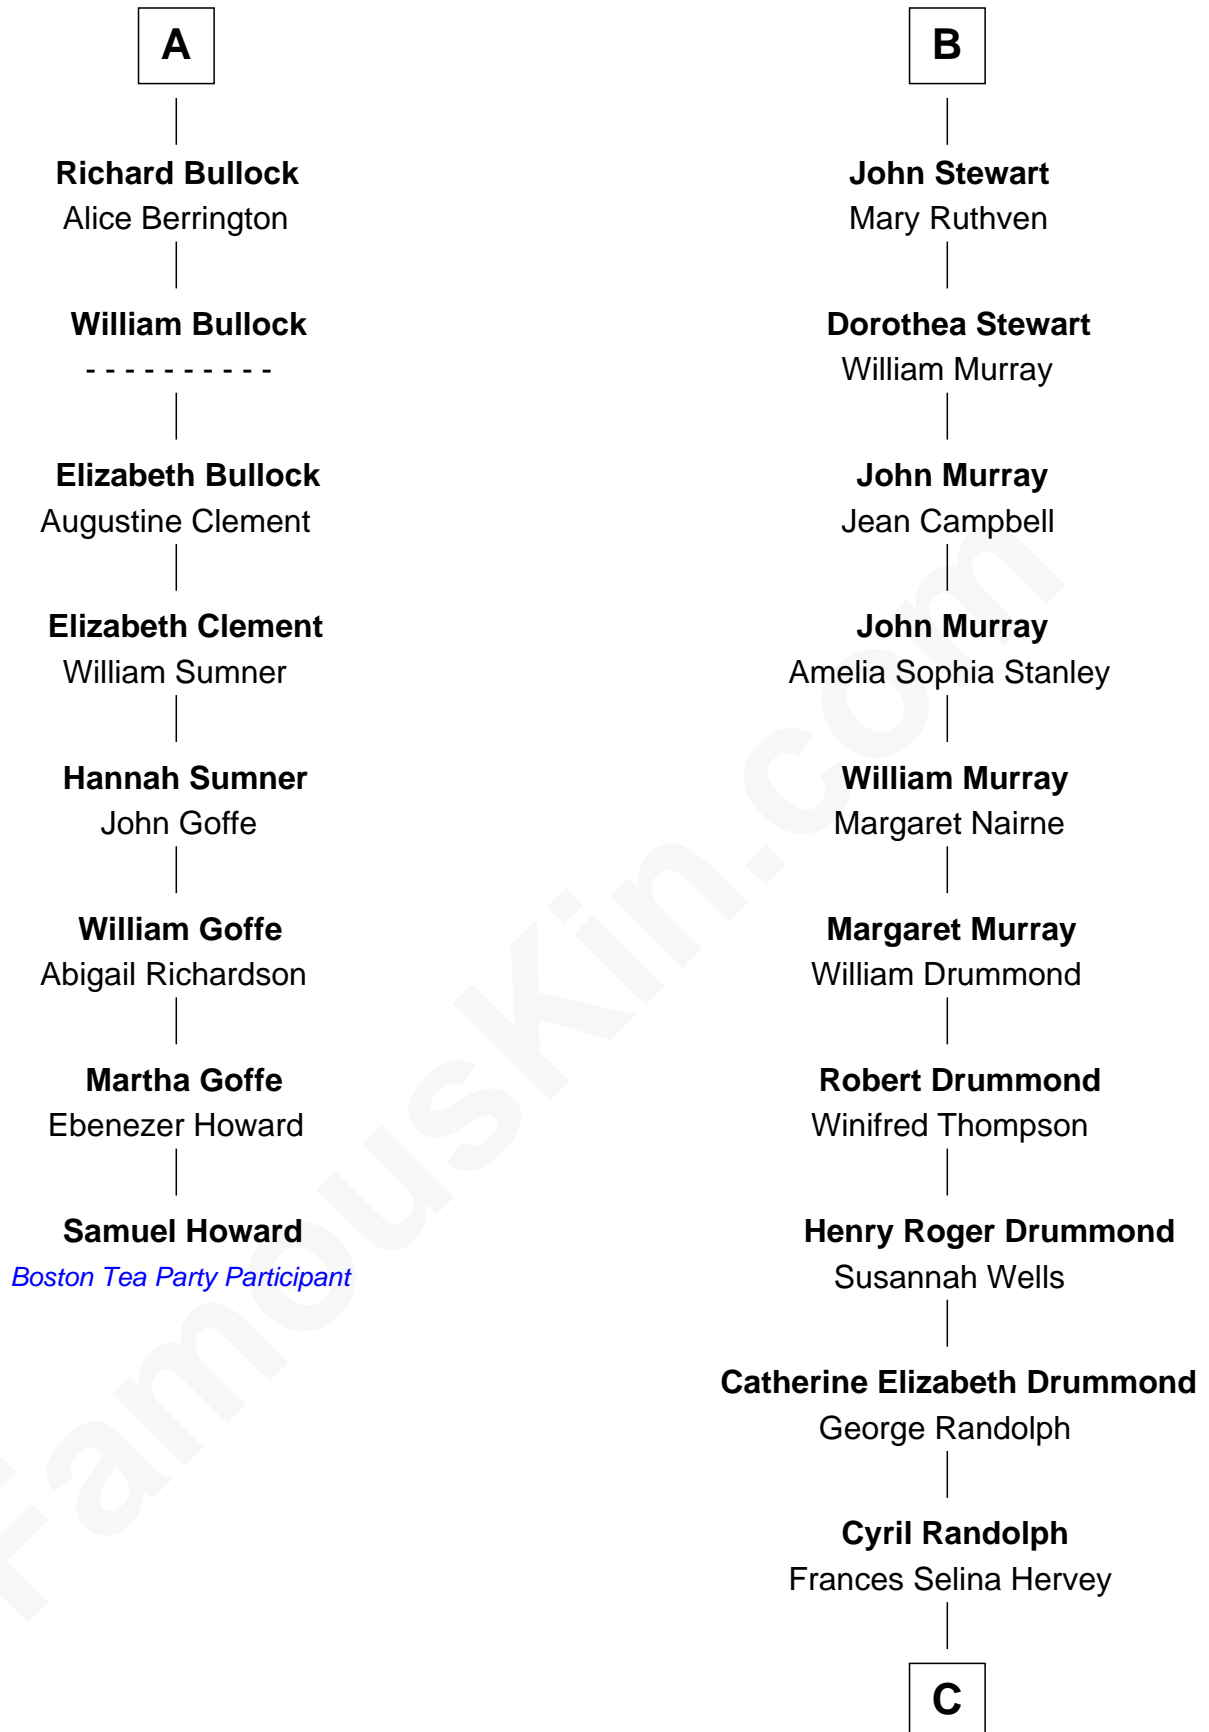 A
Richard Bullock
Alice Berrington
William Bullock
- - - - - - - - - -
Elizabeth Bullock
Augustine Clement
Elizabeth Clement
William Sumner
Hannah Sumner
John Goffe
William Goffe
Abigail Richardson
Martha Goffe
Ebenezer Howard
Samuel Howard
Boston Tea Party Participant
B
John Stewart
Mary Ruthven
Dorothea Stewart
William Murray
John Murray
Jean Campbell
John Murray
Amelia Sophia Stanley
William Murray
Margaret Nairne
Margaret Murray
William Drummond
Robert Drummond
Winifred Thompson
Henry Roger Drummond
Susannah Wells
Catherine Elizabeth Drummond
George Randolph
Cyril Randolph
Frances Selina Hervey
C
FamousKin.com